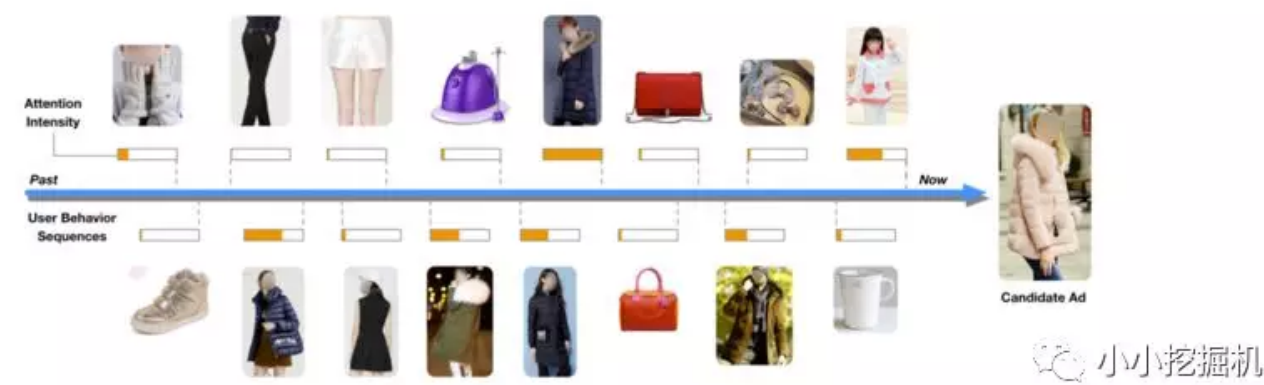 Attention
Intensity
Past
Now
User Behavior
Sequences
Candidate Ad
小小挖掘机